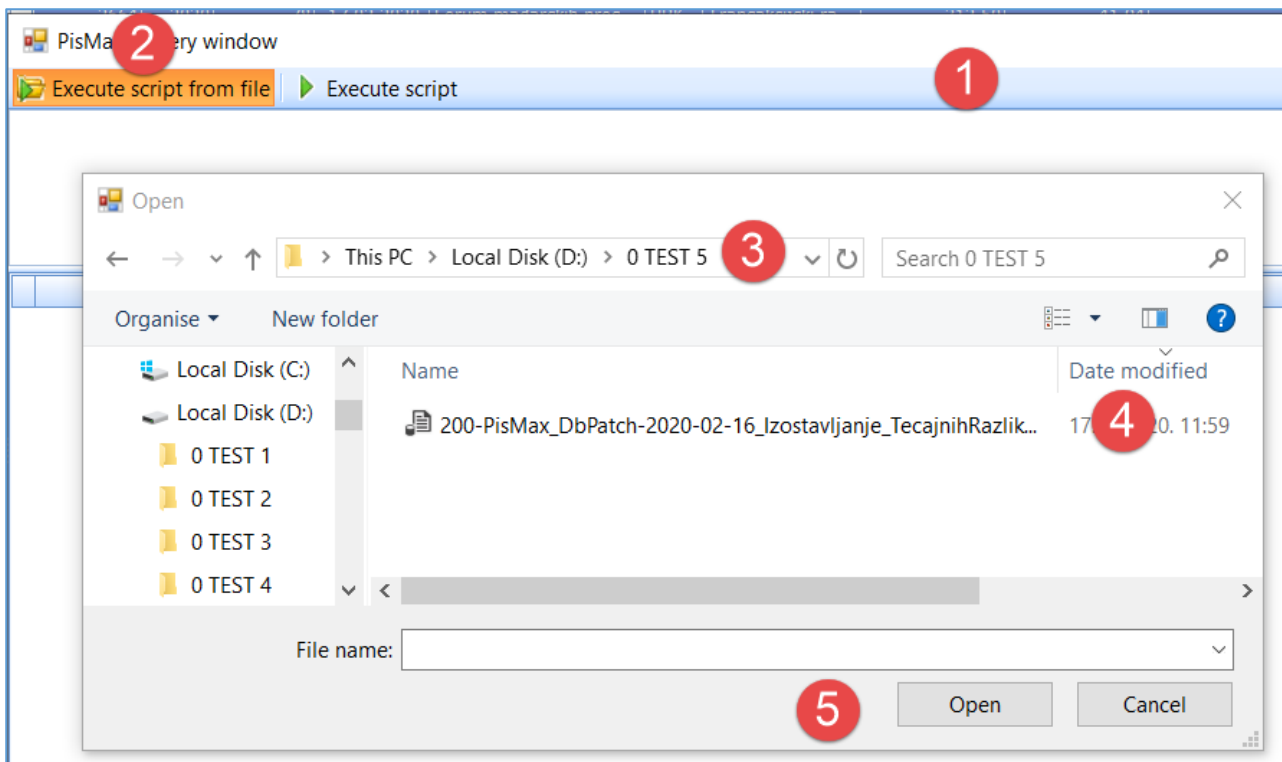 PisMa 2 ery window
Execute script from file Execute script 1
Open
This PC > Local Disk (D:) > 0 TEST 5 3 Search 0 TEST 5
Organise New folder ?
Local Disk (C:) Name Date modified
Local Disk (D:)
200-PisMax_DbPatch-2020-02-16_Izostavljanje_TecajnihRazlik... 17 4 20. 11:59
0 TEST 1
0 TEST 2
0 TEST 3
0 TEST 4
File name:
5 Open Cancel